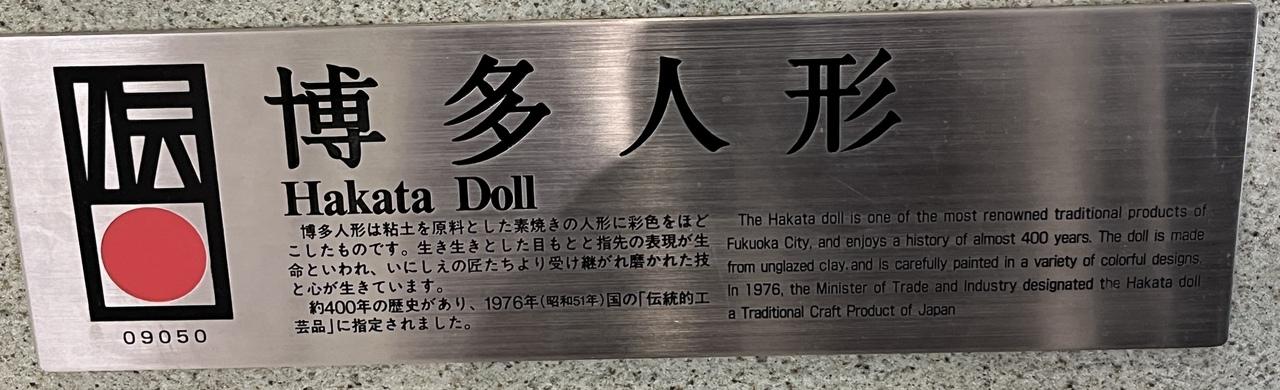 伝
09050
博多人形
Hakata Doll
博多人形は粘土を原料とした素焼きの人形に彩色をほど
こしたものです。生き生きとした目もとと指先の表現が生
命といわれ、いにしえの匠たちより受け継がれ磨かれた技
と心が生きています。
約400年の歴史があり、1976年(昭和51年)国の「伝統的工
芸品」に指定されました。
The Hakata doll is one of the most renowned traditional products of
Fukuoka City, and enjoys a history of almost 400 years. The doll is made
from unglazed clay, and is carefully painted in a variety of colorful designs.
In 1976, the Minister of Trade and Industry designated the Hakata doll
a Traditional Craft Product of Japan